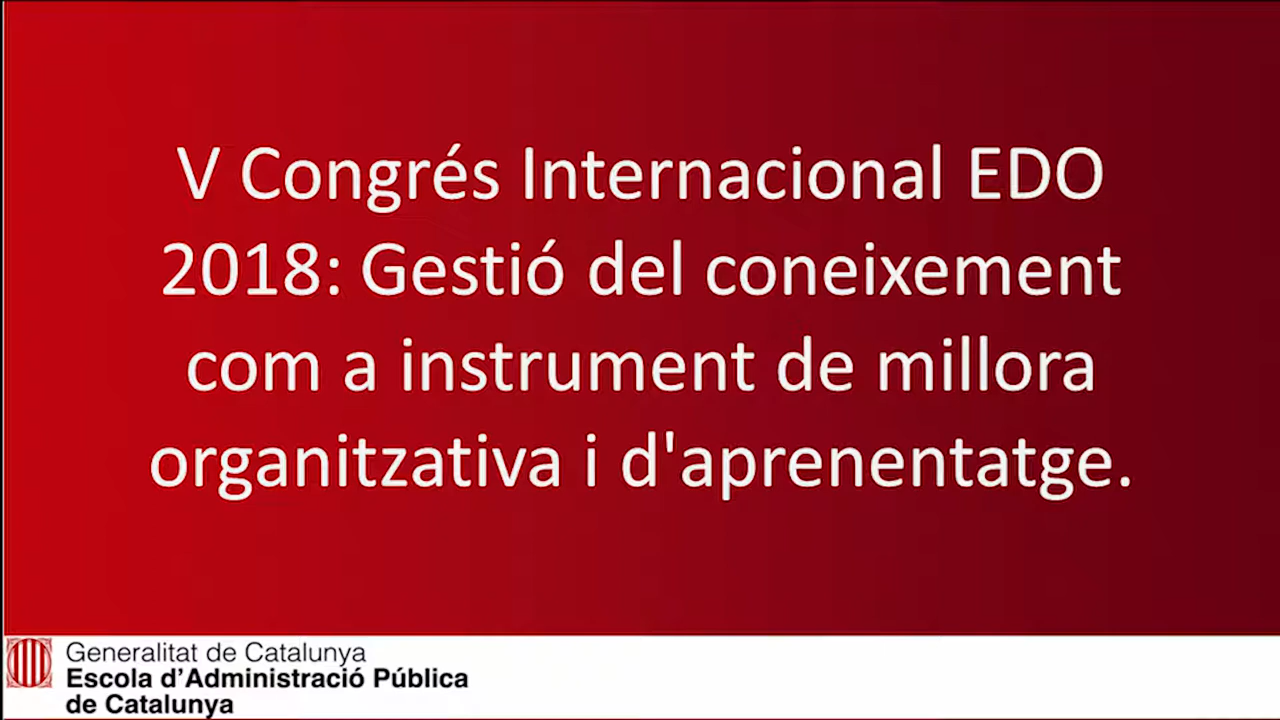 V Congrés Internacional EDO
2018: Gestió del coneixement
com a instrument de millora
organitzativa i d'aprenentatge.
Generalitat de Catalunya
Escola d'Administració Pública
de Catalunya